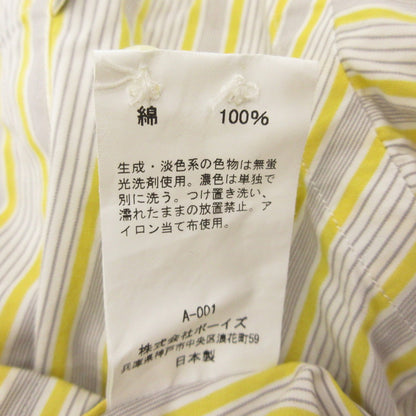 綿 100%
生成・淡色系の色物は無蛍
光洗剤使用。濃色は単独で
別に洗う。つけ置き洗い、
濡れたままの放置禁止。ア
イロン当て布使用。
A-001
株式会社ボーイズ
兵庫県神戸市中央区浪花町59
日本製